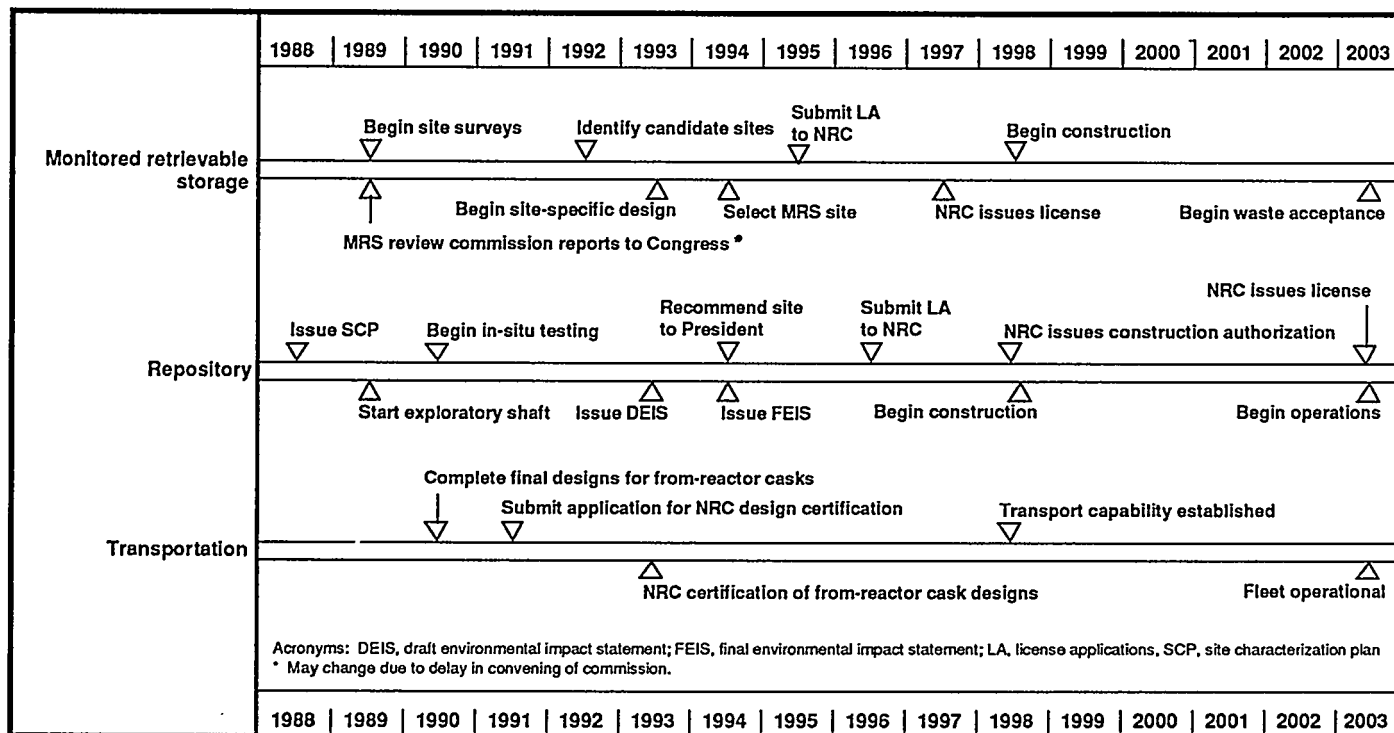 1988 | 1989 | 1990 | 1991 | 1992 | 1993 | 1994 | 1995 | 1996 | 1997 | 1998 | 1999 | 2000 | 2001 | 2002 | 2003
Monitored retrievable
storage
Begin site surveys
Identify candidate sites
Submit LA
to NRC
Begin construction
Begin site-specific design
Select MRS site
NRC issues license
Begin waste acceptance
MRS review commission reports to Congress *
Repository
Issue SCP
Begin in-situ testing
Recommend site
to President
Submit LA
to NRC
NRC issues construction authorization
NRC issues license
Start exploratory shaft
Issue DEIS
Issue FEIS
Begin construction
Begin operations
Transportation
Complete final designs for from-reactor casks
Submit application for NRC design certification
Transport capability established
NRC certification of from-reactor cask designs
Fleet operational
Acronyms: DEIS, draft environmental impact statement; FEIS, final environmental impact statement; LA, license applications, SCP, site characterization plan
* May change due to delay in convening of commission.
1988 | 1989 | 1990 | 1991 | 1992 | 1993 | 1994 | 1995 | 1996 | 1997 | 1998 | 1999 | 2000 | 2001 | 2002 | 2003